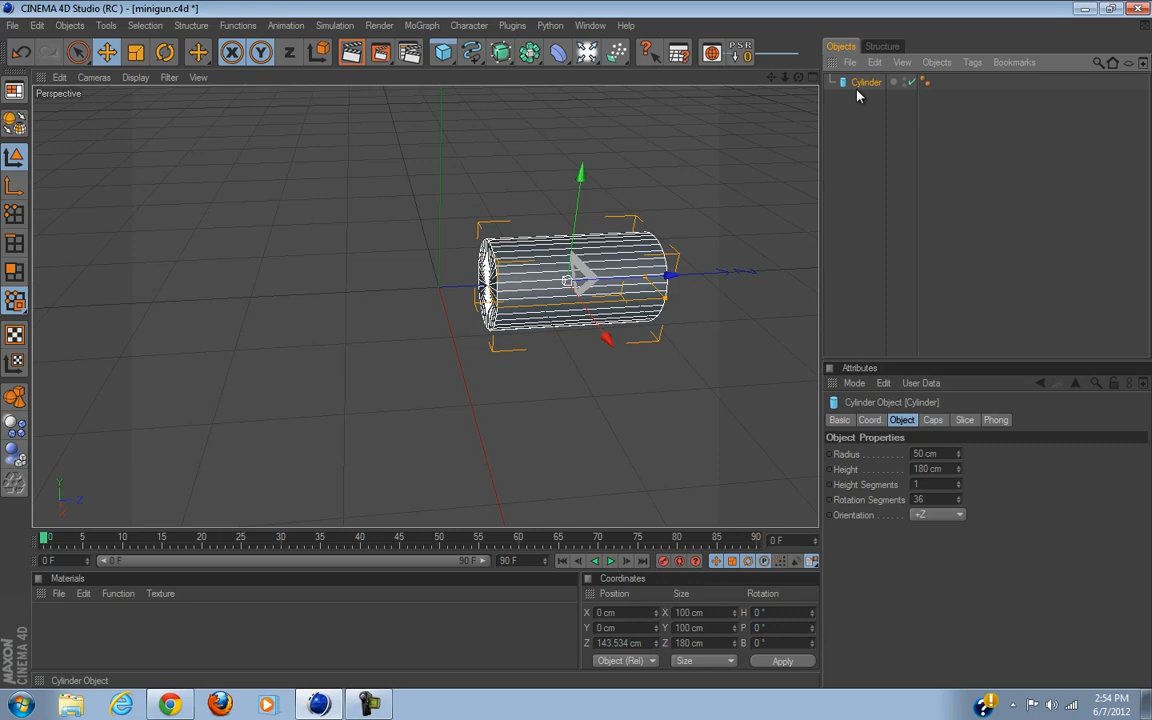 CINEMA 4D Studio (RC ) - [minigun.c4d *]
File Edit Objects Tools Selection Structure Functions Animation Simulation Render MoGraph Character Plugins Python Window Help
PSR
0
Edit Cameras Display Filter View
Perspective
Y
Z
X
0 5 10 15 20 25 30 35 40 45 50 55 60 65 70 75 80 85 90 0 F
0 F 0 F 90 F 90 F
Materials
File Edit Function Texture
Coordinates
Position Size Rotation
X 0 cm X 100 cm H 0 °
Y 0 cm Y 100 cm P 0 °
Z 143.534 cm Z 180 cm B 0 °
Object (Rel) Size Apply
Cylinder Object
MAXON
CINEMA 4D
Objects Structure
File Edit View Objects Tags Bookmarks
Cylinder
Attributes
Mode Edit User Data
Cylinder Object [Cylinder]
Basic Coord. Object Caps Slice Phong
Object Properties
Radius . . . . . . . . 50 cm
Height . . . . . . . . 180 cm
Height Segments 1
Rotation Segments 36
Orientation . . . . . +Z
2:54 PM
6/7/2012